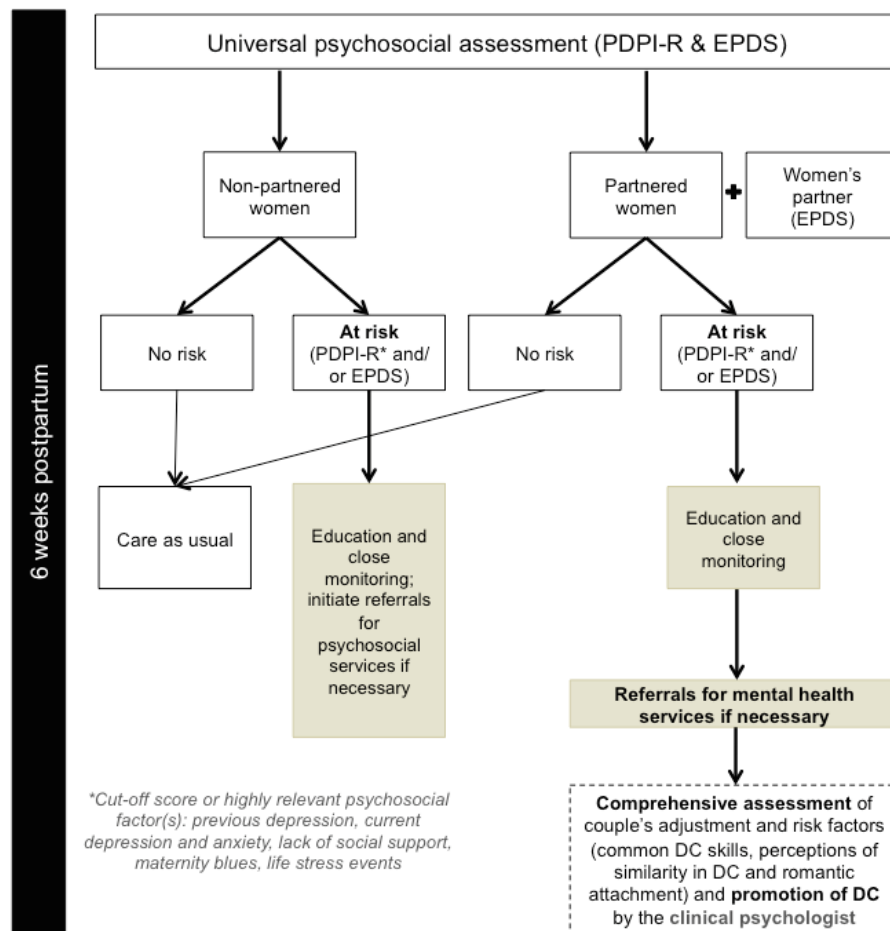 Universal psychosocial assessment (PDPI-R & EPDS)
Non-partnered
women
Partnered
women
Women's
partner
(EPDS)
No risk
At risk
(PDPI-R* and/
or EPDS)
No risk
At risk
(PDPI-R* and/
or EPDS)
6 weeks postpartum
Care as usual
Education and
close
monitoring;
initiate referrals
for
psychosocial
services if
necessary
Education and
close
monitoring
Referrals for mental health
services if necessary
*Cut-off score or highly relevant psychosocial
factor(s): previous depression, current
depression and anxiety, lack of social support,
maternity blues, life stress events
Comprehensive assessment of
couple's adjustment and risk factors
(common DC skills, perceptions of
similarity in DC and romantic
attachment) and promotion of DC
by the clinical psychologist